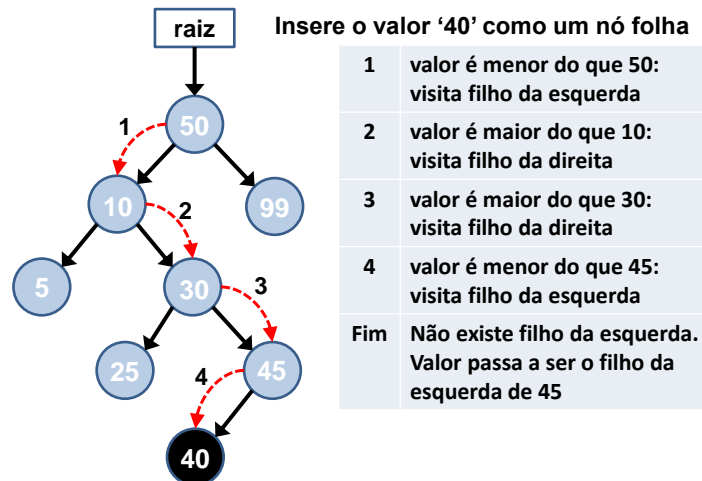 raiz
Insere o valor ‘40’ como um nó folha
1 valor é menor do que 50:
visita filho da esquerda
2 valor é maior do que 10:
visita filho da direita
3 valor é maior do que 30:
visita filho da direita
4 valor é menor do que 45:
visita filho da esquerda
Fim Não existe filho da esquerda.
Valor passa a ser o filho da
esquerda de 45
1
50
10
2
99
5
30
3
25
4
45
40